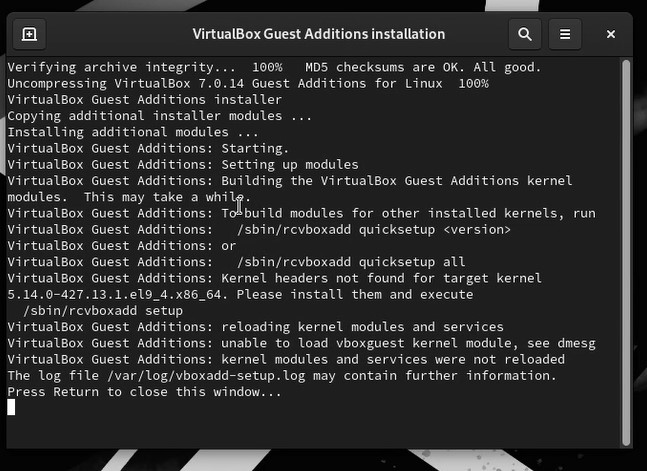 VirtualBox Guest Additions installation
Verifying archive integrity...  100%   MD5 checksums are OK. All good.
Uncompressing VirtualBox 7.0.14 Guest Additions for Linux  100%
VirtualBox Guest Additions installer
Copying additional installer modules ...
Installing additional modules ...
VirtualBox Guest Additions: Starting.
VirtualBox Guest Additions: Setting up modules
VirtualBox Guest Additions: Building the VirtualBox Guest Additions kernel
modules.  This may take a while.
VirtualBox Guest Additions: To build modules for other installed kernels, run
VirtualBox Guest Additions:   /sbin/rcvboxadd quicksetup <version>
VirtualBox Guest Additions: or
VirtualBox Guest Additions:   /sbin/rcvboxadd quicksetup all
VirtualBox Guest Additions: Kernel headers not found for target kernel
5.14.0-427.13.1.el9_4.x86_64. Please install them and execute
  /sbin/rcvboxadd setup
VirtualBox Guest Additions: reloading kernel modules and services
VirtualBox Guest Additions: unable to load vboxguest kernel module, see dmesg
VirtualBox Guest Additions: kernel modules and services were not reloaded
The log file /var/log/vboxadd-setup.log may contain further information.
Press Return to close this window...